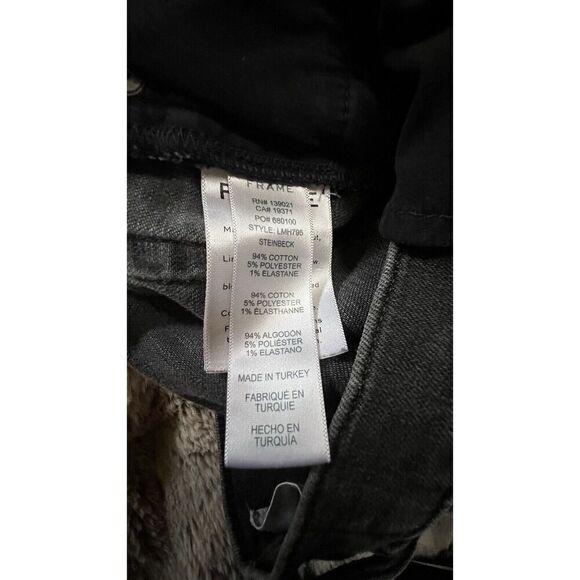 FRAME
RN# 139021
CA# 19371
PO# 680100
STYLE: LMH795
STEINBECK
94% COTTON
5% POLYESTER
1% ELASTANE
94% COTON
5% POLYESTER
1% ÉLASTHANNE
94% ALGODÓN
5% POLIÉSTER
1% ELASTANO
MADE IN TURKEY
FABRIQUÉ EN
TURQUIE
HECHO EN
TURQUÍA